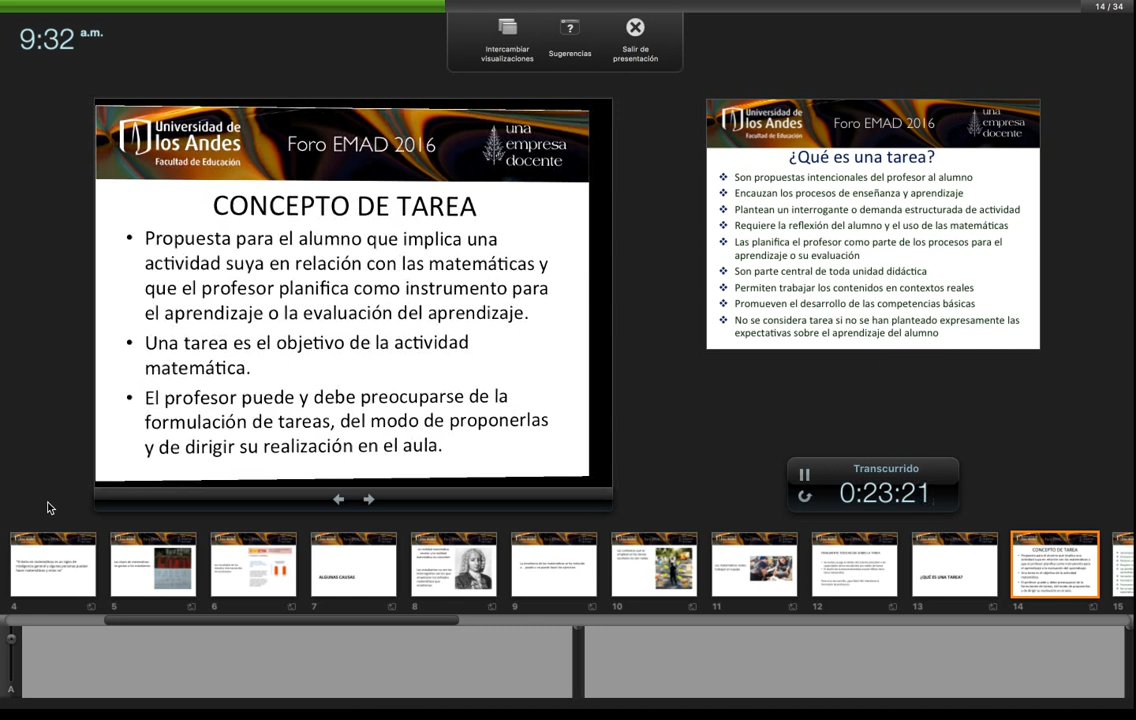 14 / 34
9:32 a.m.
Intercambiar
visualizaciones
Sugerencias
Salir de
presentación
Universidad de
los Andes
Facultad de Educación
Foro EMAD 2016
una
empresa
docente
CONCEPTO DE TAREA
• Propuesta para el alumno que implica una
actividad suya en relación con las matemáticas y
que el profesor planifica como instrumento para
el aprendizaje o la evaluación del aprendizaje.
• Una tarea es el objetivo de la actividad
matemática.
• El profesor puede y debe preocuparse de la
formulación de tareas, del modo de proponerlas
y de dirigir su realización en el aula.
Universidad de
los Andes
Facultad de Educación
Foro EMAD 2016
una
empresa
docente
¿Qué es una tarea?
❖ Son propuestas intencionales del profesor al alumno
❖ Encauzan los procesos de enseñanza y aprendizaje
❖ Plantean un interrogante o demanda estructurada de actividad
❖ Requiere la reflexión del alumno y el uso de las matemáticas
❖ Las planifica el profesor como parte de los procesos para el
aprendizaje o su evaluación
❖ Son parte central de toda unidad didáctica
❖ Permiten trabajar los contenidos en contextos reales
❖ Promueven el desarrollo de las competencias básicas
❖ No se considera tarea si no se han planteado expresamente las
expectativas sobre el aprendizaje del alumno
Transcurrido
0:23:21
ALGUNAS CAUSAS
¿QUÉ ES UNA TAREA?
CONCEPTO DE TAREA
4
5
6
7
8
9
10
11
12
13
14
15
A